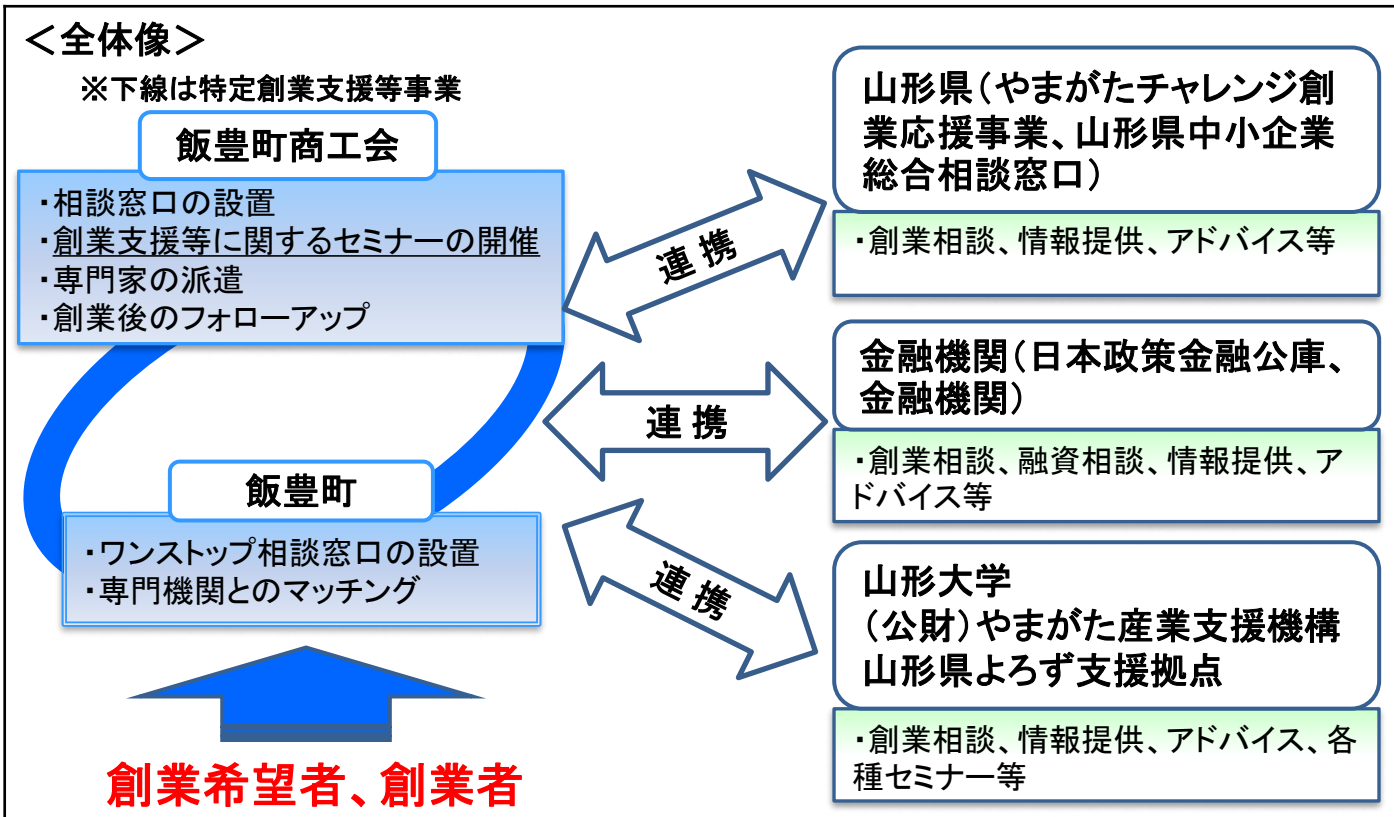 ＜全体像＞
※下線は特定創業支援等事業
飯豊町商工会
・相談窓口の設置
・創業支援等に関するセミナーの開催
・専門家の派遣
・創業後のフォローアップ
飯豊町
・ワンストップ相談窓口の設置
・専門機関とのマッチング
創業希望者、創業者
連携
連携
連携
山形県（やまがたチャレンジ創
業応援事業、山形県中小企業
総合相談窓口）
・創業相談、情報提供、アドバイス等
金融機関（日本政策金融公庫、
金融機関）
・創業相談、融資相談、情報提供、ア
ドバイス等
山形大学
（公財）やまがた産業支援機構
山形県よろず支援拠点
・創業相談、情報提供、アドバイス、各
種セミナー等